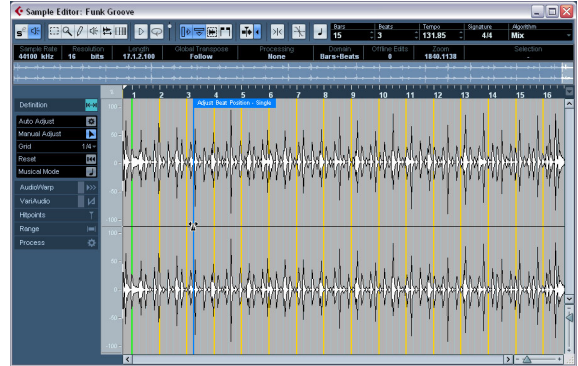 Sample Editor: Funk Groove
Bars Beats Tempo Signature Algorithm
15 3 131.85 4/4 Mix
Sample Rate Resolution Length Global Transpose Processing Domain Offline Edits Zoom Selection
44100 kHz 16 bits 17.1.2.100 Follow None Bars+Beats 0 1840.1138 -
1 2 3 4 5 6 7 8 9 10 11 12 13 14 15 16
Adjust Beat Position - Single
Definition
Auto Adjust
Manual Adjust
Grid 1/4
Reset
Musical Mode
AudioWarp
VariAudio
Hitpoints
Range
Process
100
50
0
-50
-100
100
50
0
-50
-100